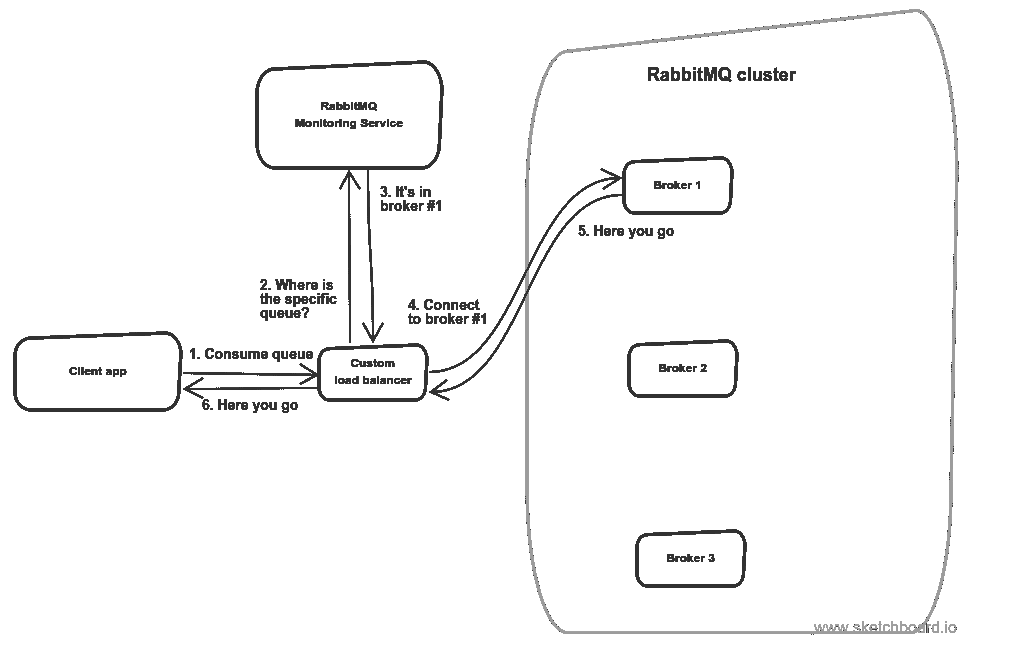 RabbitMQ cluster
RabbitMQ
Monitoring Service
Broker 1
3. It's in
broker #1
5. Here you go
2. Where is
the specific
queue?
4. Connect
to broker #1
1. Consume queue
Client app
Custom
load balancer
Broker 2
6. Here you go
Broker 3
www.sketchboard.io